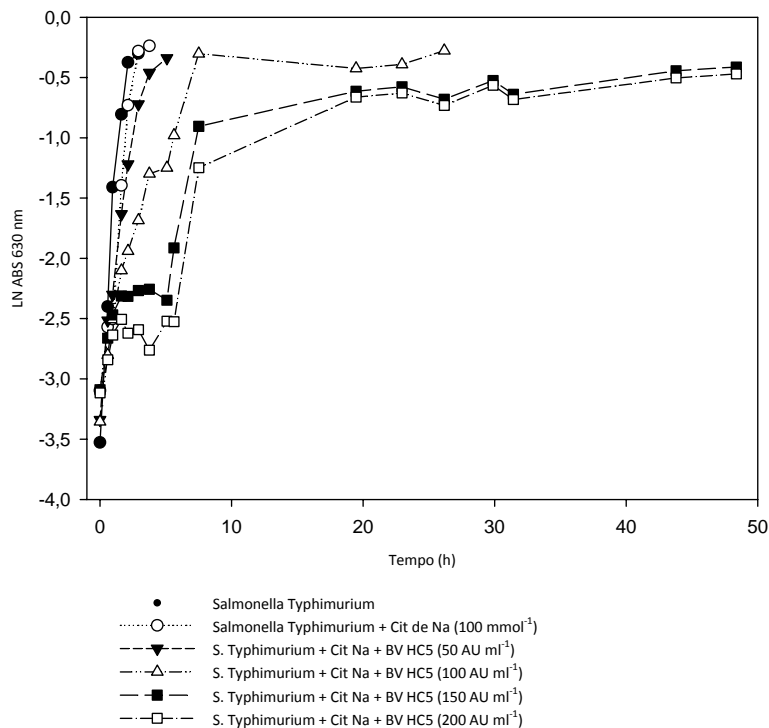 LN ABS 630 nm
0,0
-0,5
-1,0
-1,5
-2,0
-2,5
-3,0
-3,5
-4,0
0 10 20 30 40 50
Tempo (h)
Salmonella Typhimurium
Salmonella Typhimurium + Cit de Na (100 mmol⁻¹)
S. Typhimurium + Cit Na + BV HC5 (50 AU ml⁻¹)
S. Typhimurium + Cit Na + BV HC5 (100 AU ml⁻¹)
S. Typhimurium + Cit Na + BV HC5 (150 AU ml⁻¹)
S. Typhimurium + Cit Na + BV HC5 (200 AU ml⁻¹)